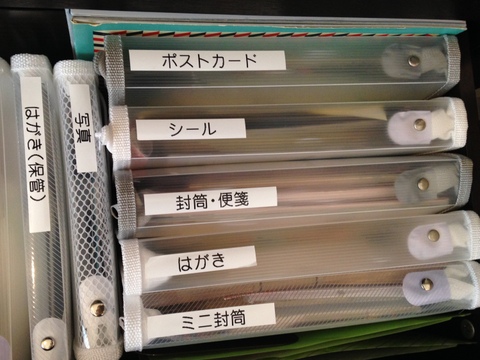 ポストカード
シール
封筒・便箋
はがき
ミニ封筒
写真
はがき(保管)